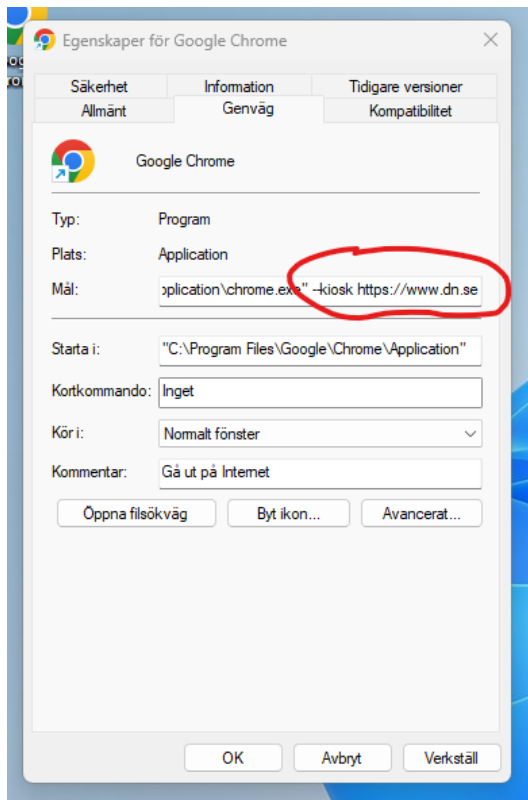 Egenskaper för Google Chrome
Säkerhet Information Tidigare versioner
Allmänt Genväg Kompatibilitet
Google Chrome
Typ: Program
Plats: Application
Mål: pplication\chrome.exe" --kiosk https://www.dn.se
Starta i: "C:\Program Files\Google\Chrome\Application"
Kortkommando: Inget
Kör i: Normalt fönster
Kommentar: Gå ut på Internet
Öppna filsökväg Byt ikon... Avancerat...
OK Avbryt Verkställ